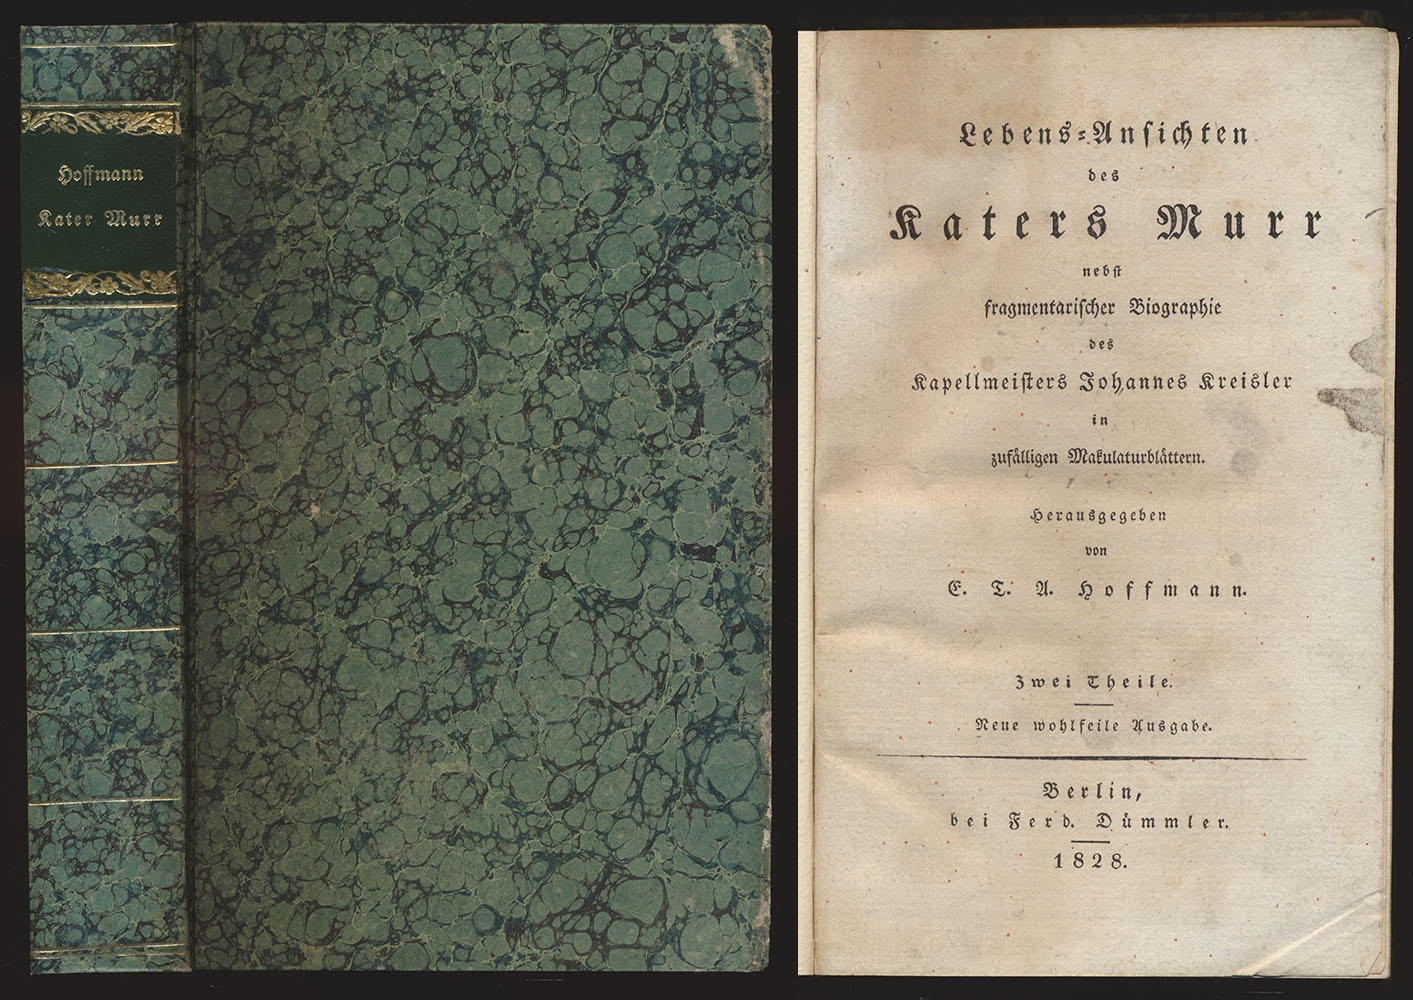 Hoffmann
Kater Murr
Lebens=Ansichten
des
Katers Murr
nebst
fragmentarischer Biographie
des
Kapellmeisters Johannes Kreisler
in
zufälligen Makulaturblättern.
Herausgegeben
von
E. T. A. Hoffmann.
Zwei Theile.
Neue wohlfeile Ausgabe.
Berlin,
bei Ferd. Dümmler.
1828.